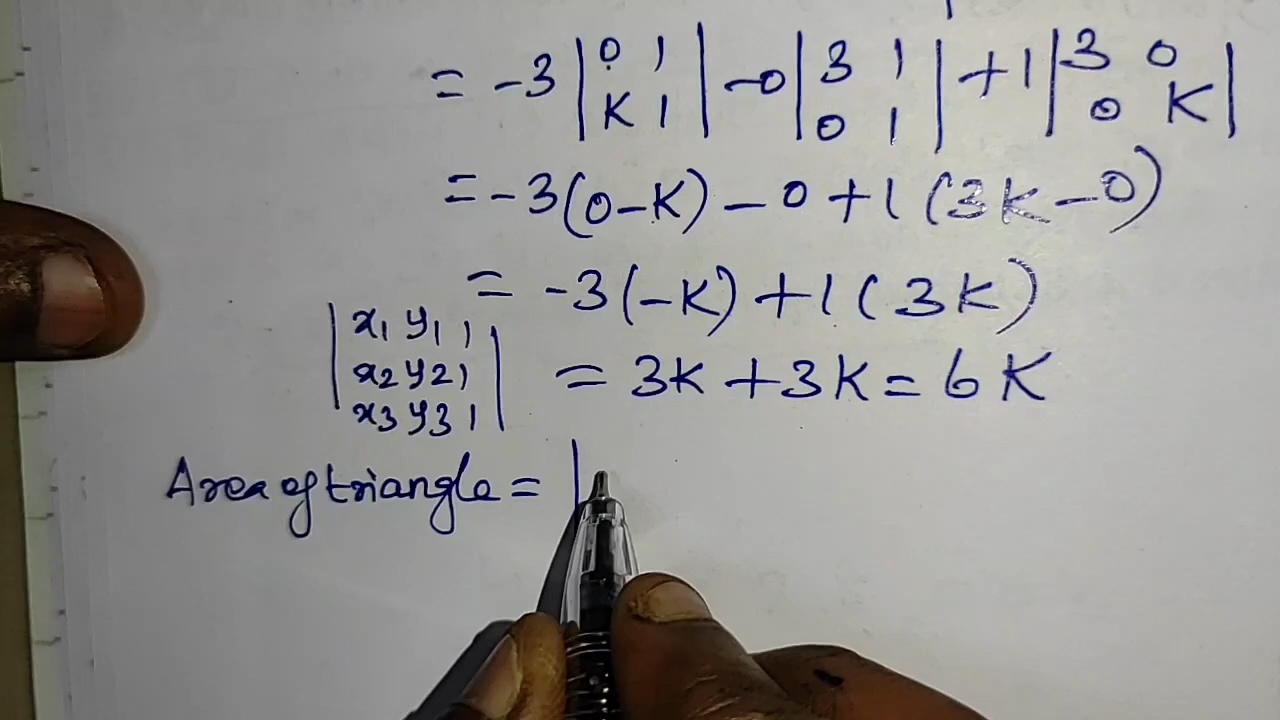 = -3 | 0 1 | - 0 | 3 1 | + 1 | 3 0 |
| K 1 | | 0 1 | | 0 K |
= -3(0-K) - 0 + 1 (3K-0)
= -3(-K) + 1 (3K)
| x1 y1 1 |
| x2 y2 1 | = 3K + 3K = 6K
| x3 y3 1 |
Area of triangle = |